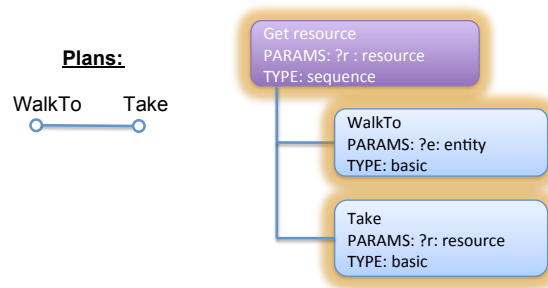 Plans:
WalkTo Take
Get resource
PARAMS: ?r : resource
TYPE: sequence
WalkTo
PARAMS: ?e: entity
TYPE: basic
Take
PARAMS: ?r: resource
TYPE: basic